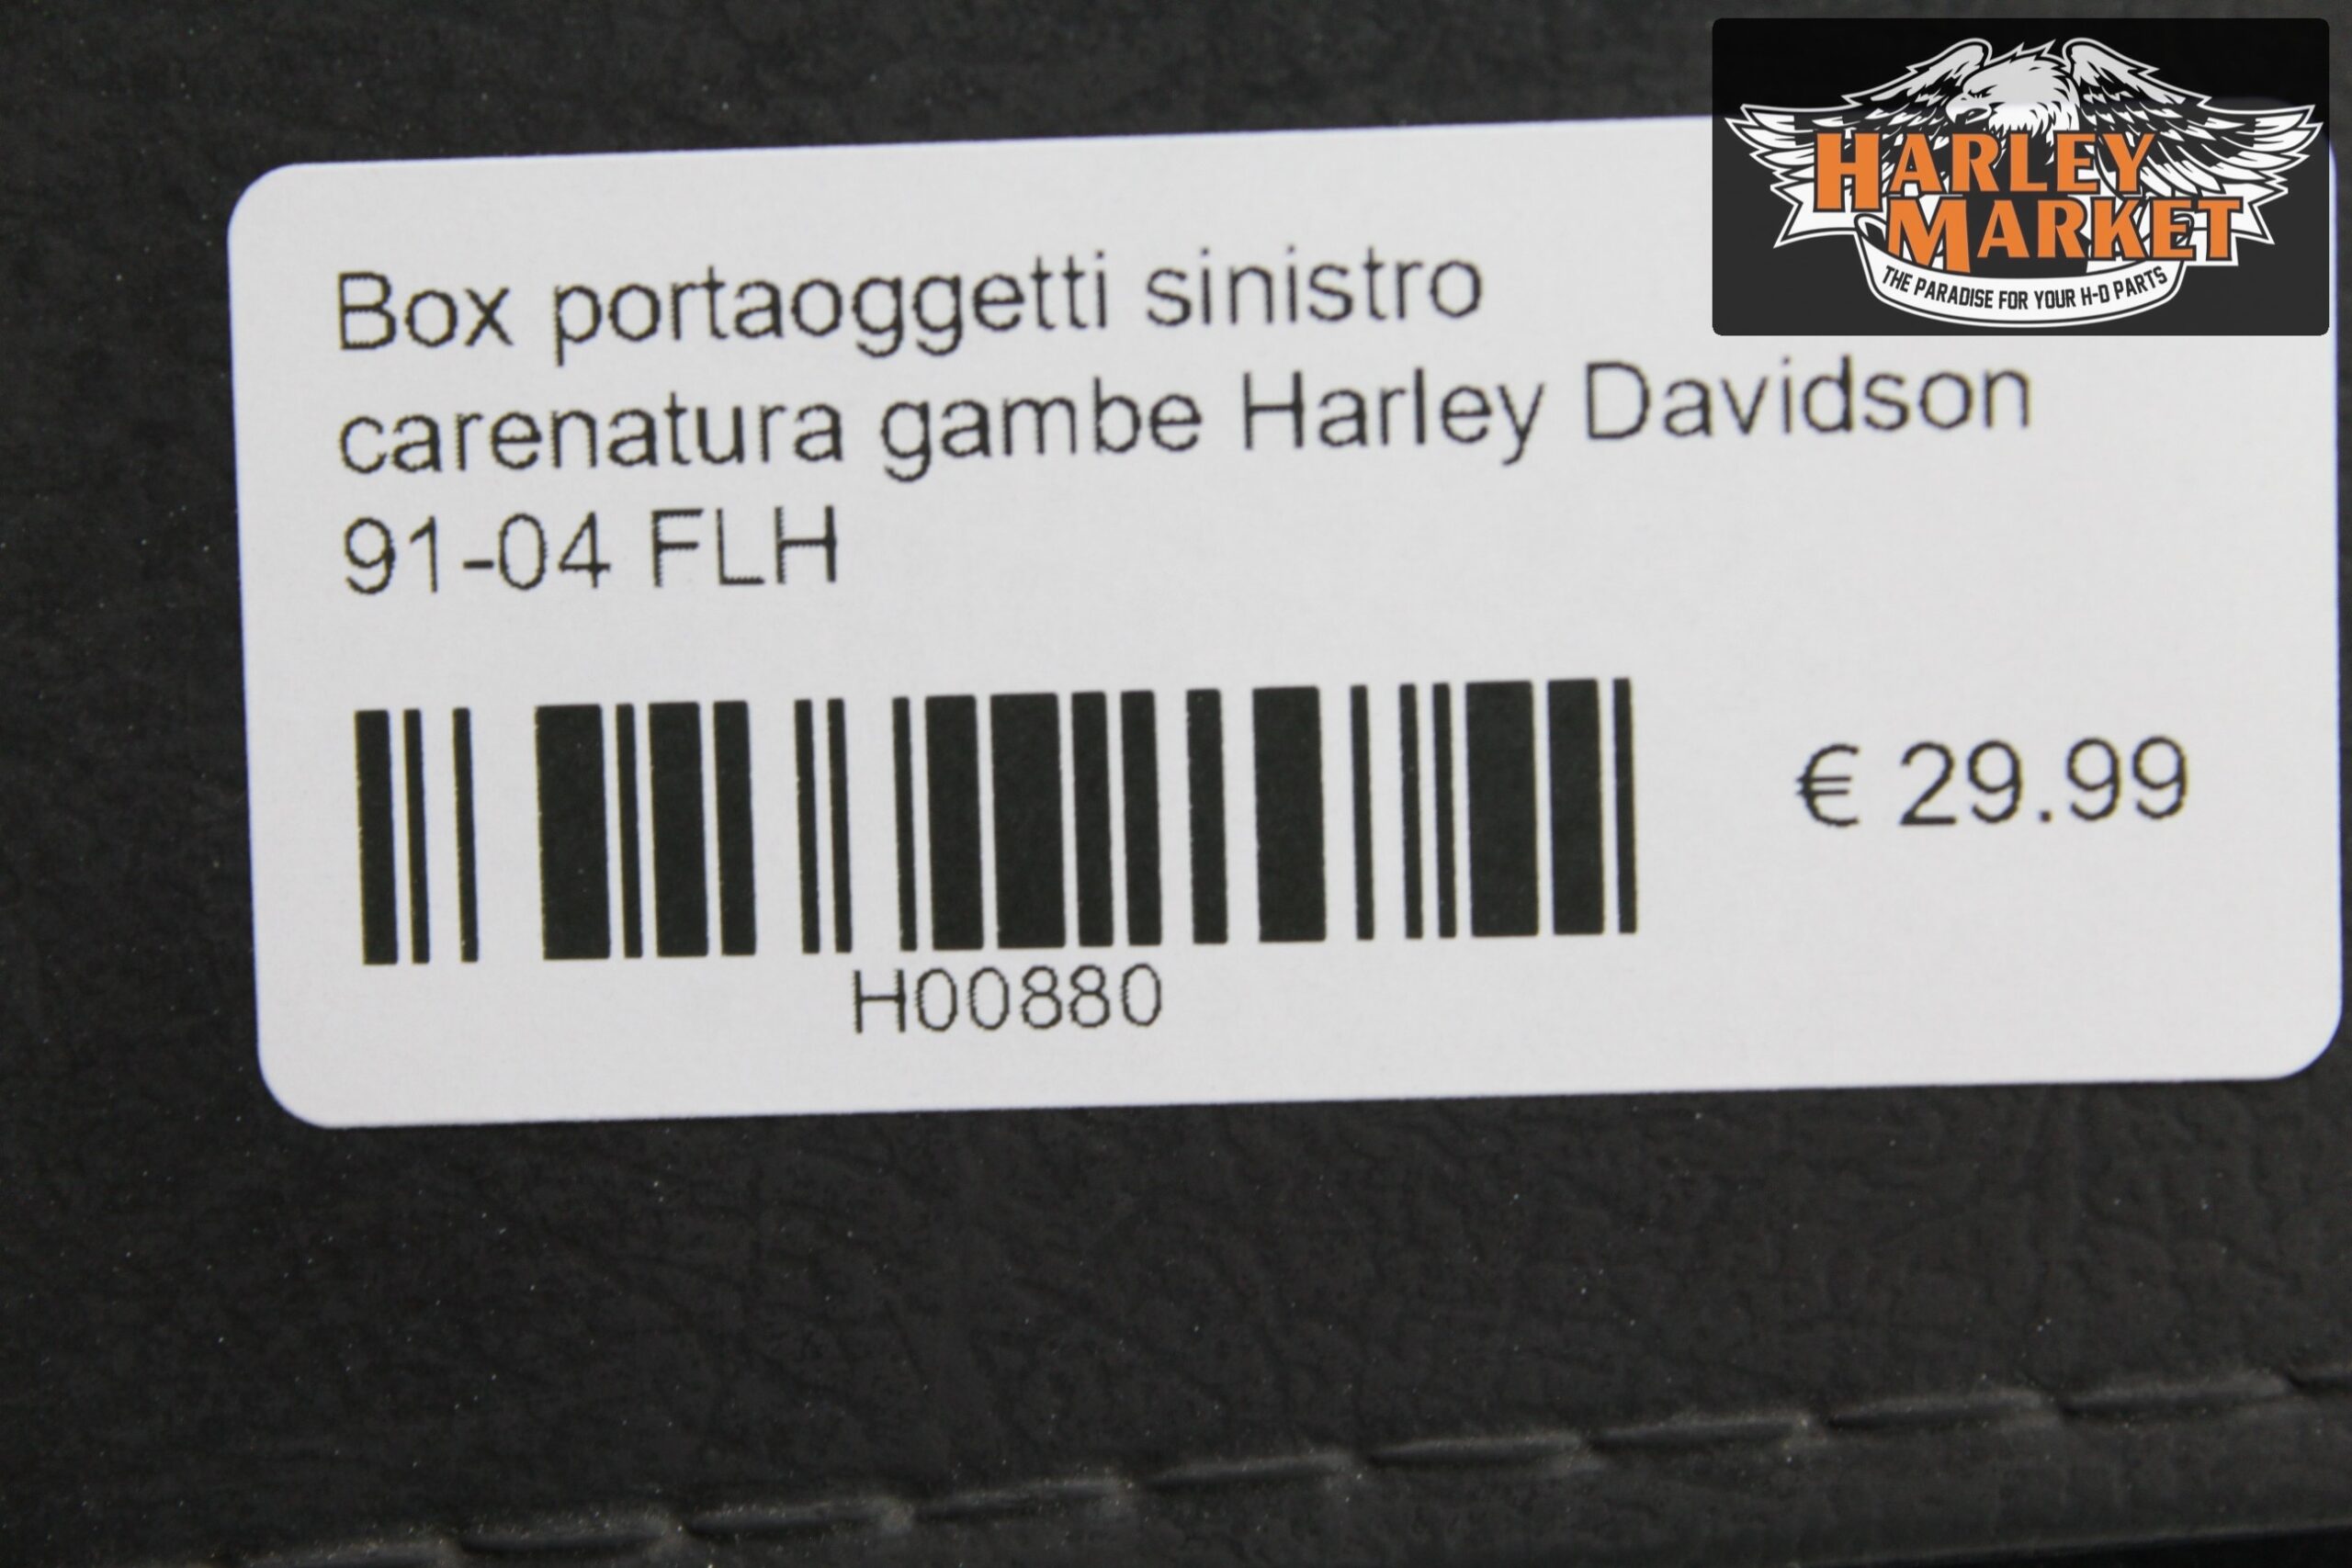 HARLEY
MARKET
THE PARADISE FOR YOUR H-D PARTS
Box portaoggetti sinistro
carenatura gambe Harley Davidson
91-04 FLH
€ 29.99
H00880